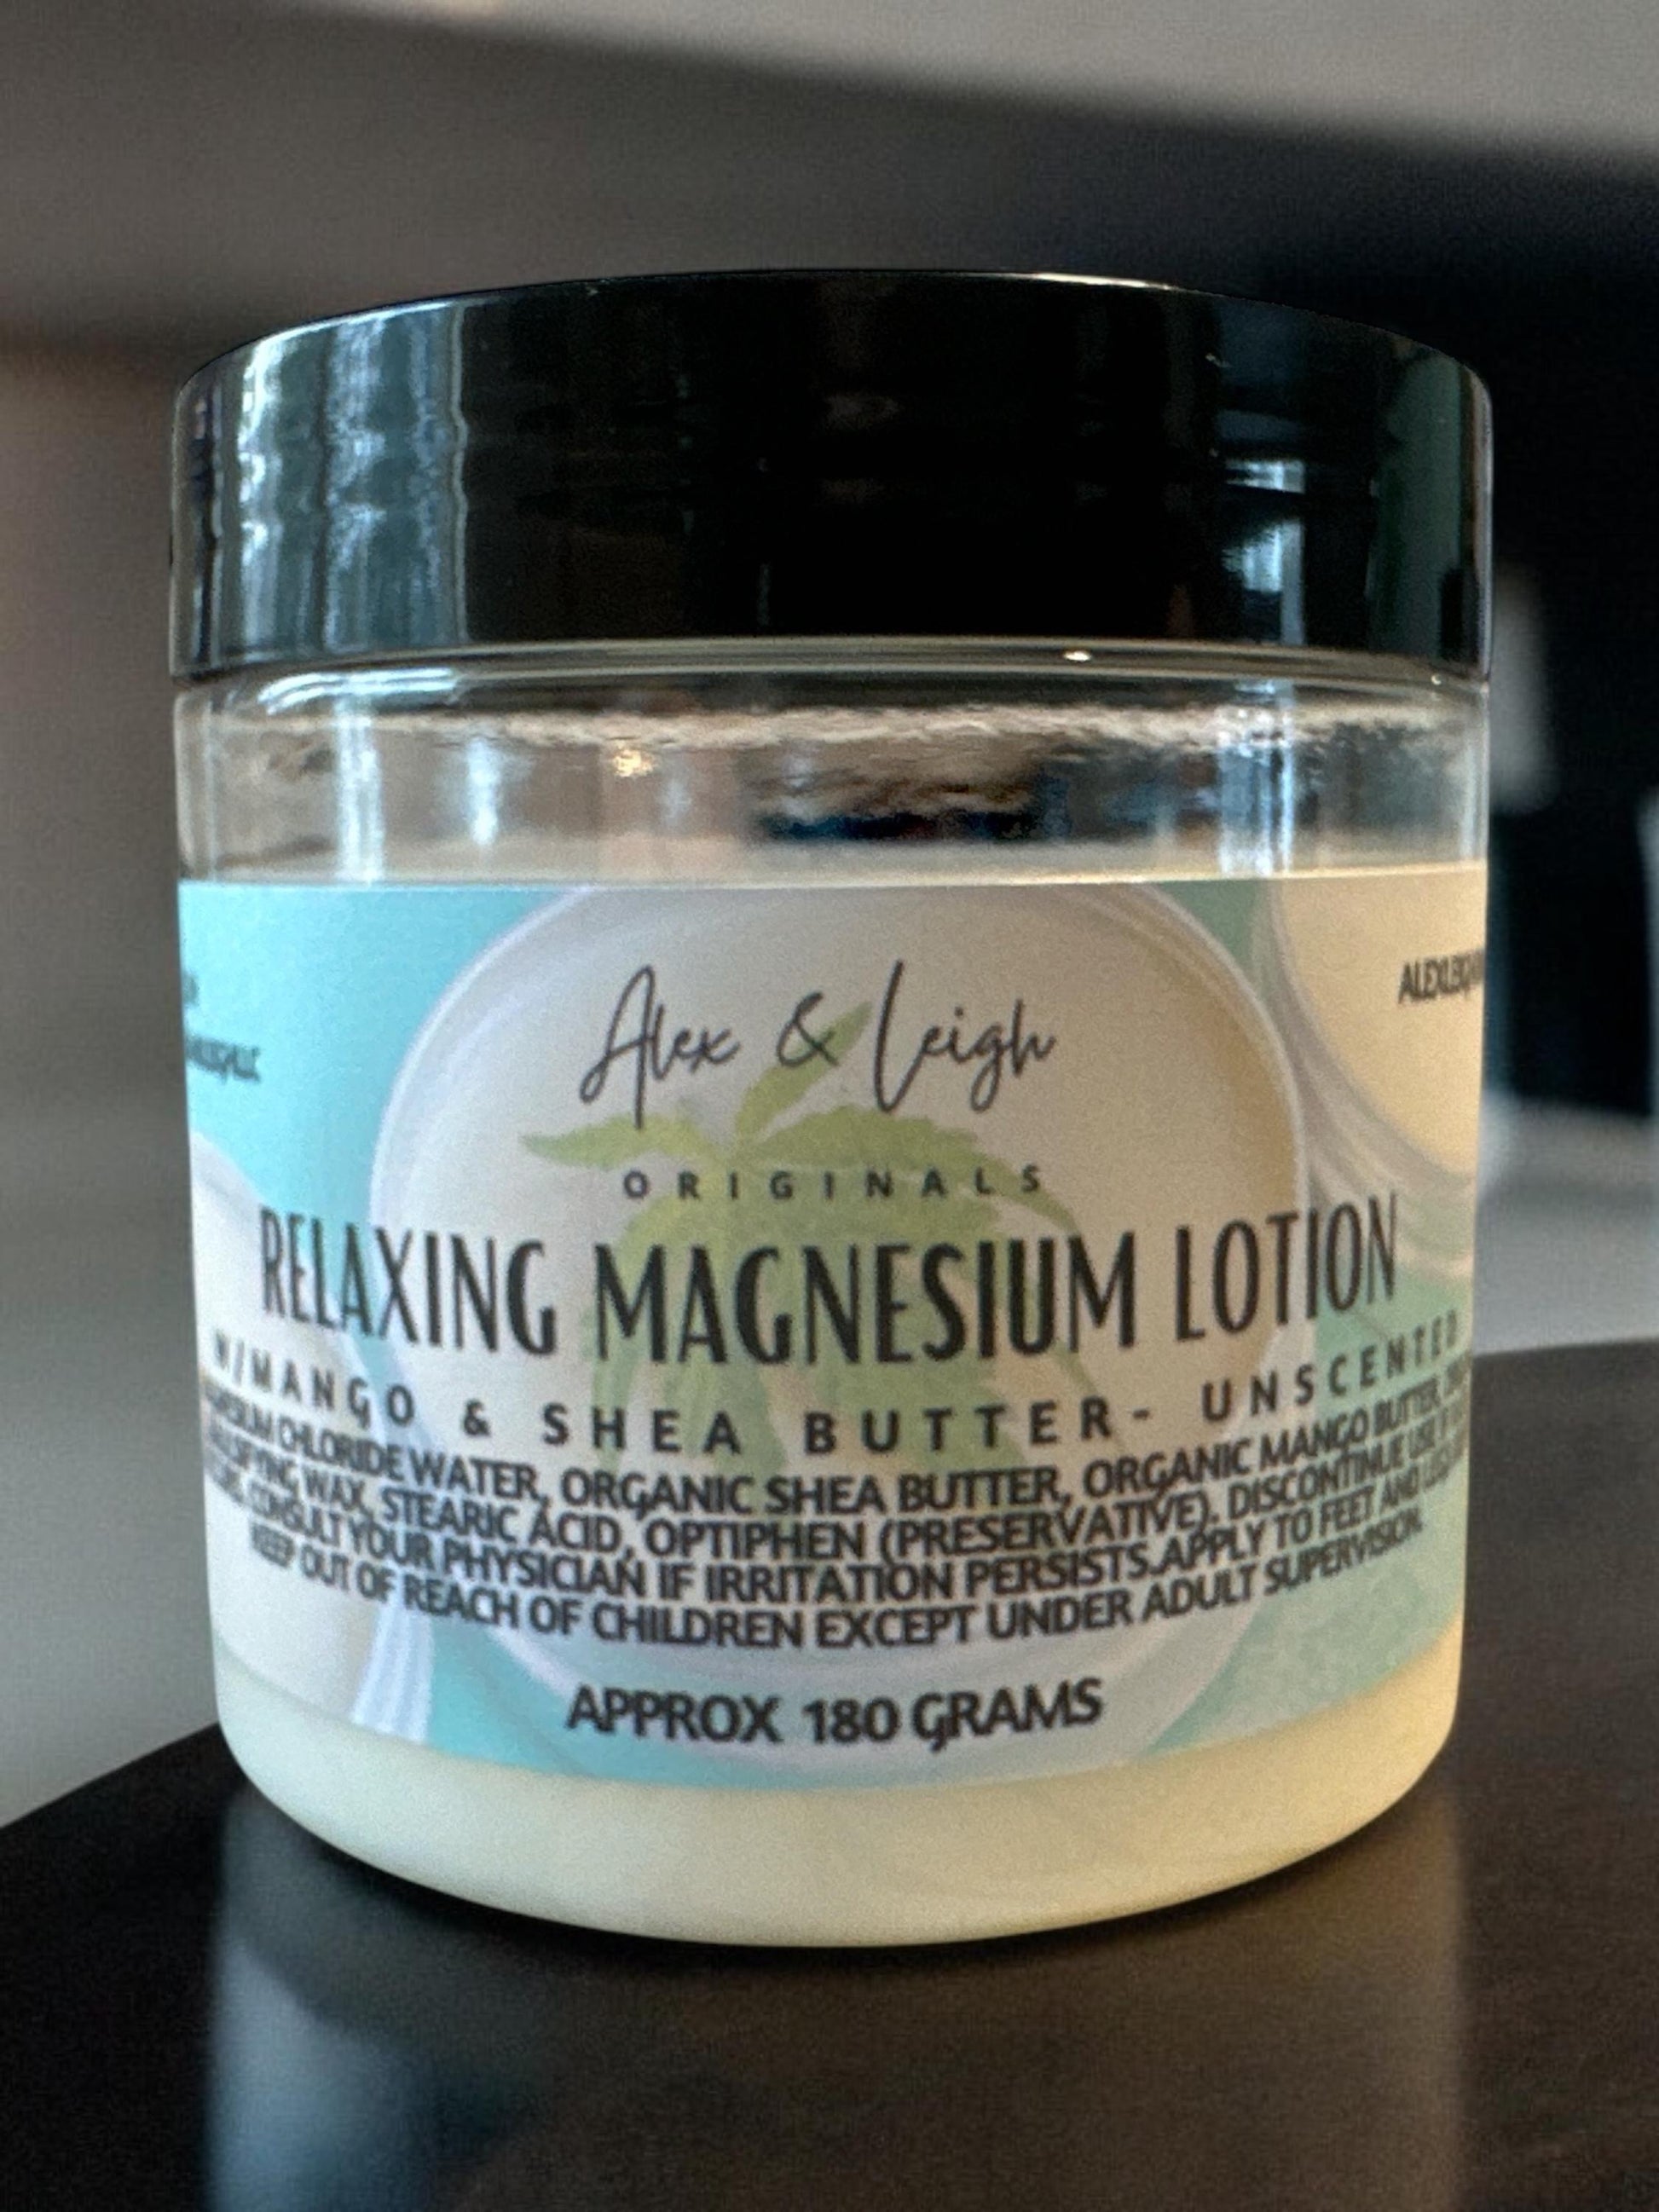 Alex & Leigh
ORIGINALS
RELAXING MAGNESIUM LOTION
W/MANGO & SHEA BUTTER- UNSCENTED
CHLORIDE WATER, ORGANIC SHEA BUTTER, ORGANIC MANGO BUTTER,
WAX, STEARIC ACID, OPTIPHEN (PRESERVATIVE). DISCONTINUE USE
CONSULT YOUR PHYSICIAN IF IRRITATION PERSISTS.APPLY TO FEET AND
KEEP OUT OF REACH OF CHILDREN EXCEPT UNDER ADULT SUPERVISION.
APPROX 180 GRAMS